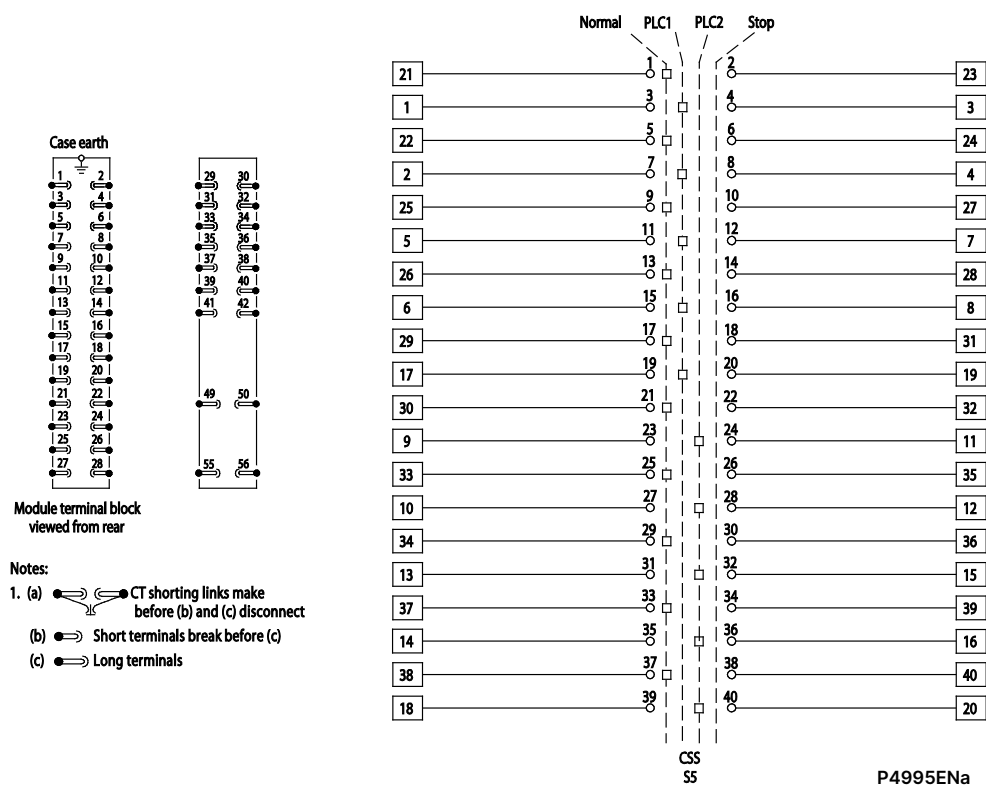 Normal PLC1 PLC2 Stop
21 1 2 23
1 3 4 3
22 5 6 24
2 7 8 4
25 9 10 27
5 11 12 7
26 13 14 28
6 15 16 8
29 17 18 31
17 19 20 19
30 21 22 32
9 23 24 11
33 25 26 35
10 27 28 12
34 29 30 36
13 31 32 15
37 33 34 39
14 35 36 16
38 37 38 40
18 39 40 20
CSS
S5
Case earth
1 2
3 4
5 6
7 8
9 10
11 12
13 14
15 16
17 18
19 20
21 22
23 24
25 26
27 28
29 30
31 32
33 34
35 36
37 38
39 40
41 42
49 50
55 56
Module terminal block
viewed from rear
Notes:
1. (a) CT shorting links make
before (b) and (c) disconnect
(b) Short terminals break before (c)
(c) Long terminals
P4995ENa